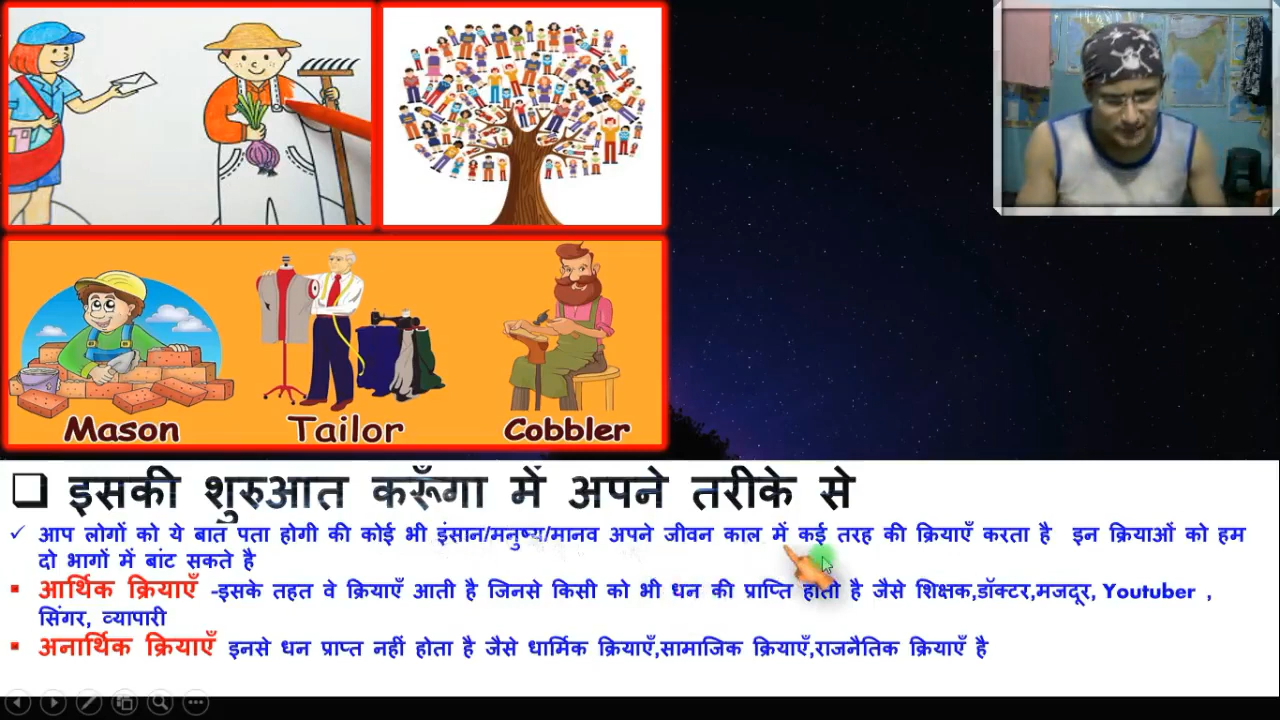 Mason Tailor Cobbler
❑ इसकी शुरुआत करूँगा में अपने तरीके से
✓ आप लोगों को ये बात पता होगी की कोई भी इंसान/मनुष्य/मानव अपने जीवन काल में कई तरह की क्रियाएँ करता है इन क्रियाओं को हम
दो भागों में बांट सकते है
▪ आर्थिक क्रियाएँ -इसके तहत वे क्रियाएँ आती है जिनसे किसी को भी धन की प्राप्ति होती है जैसे शिक्षक,डॉक्टर,मजदूर, Youtuber ,
सिंगर, व्यापारी
▪ अनार्थिक क्रियाएँ इनसे धन प्राप्त नहीं होता है जैसे धार्मिक क्रियाएँ,सामाजिक क्रियाएँ,राजनैतिक क्रियाएँ है